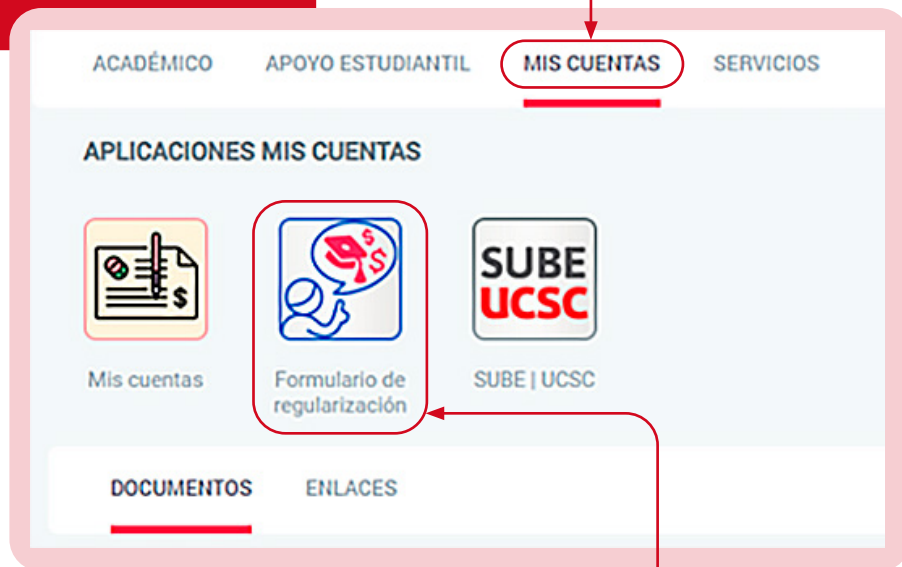 ACADÉMICO APOYO ESTUDIANTIL MIS CUENTAS SERVICIOS
APLICACIONES MIS CUENTAS
$
SUBE
UCSC
$
$
Mis cuentas
Formulario de
regularización
SUBE | UCSC
DOCUMENTOS ENLACES